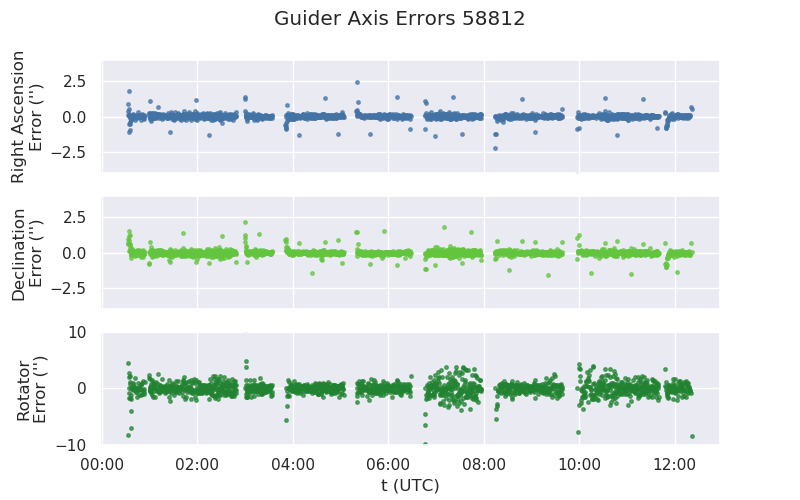 Guider Axis Errors 58812
Right Ascension
Error ('')
2.5
0.0
−2.5
Declination
Error ('')
2.5
0.0
−2.5
Rotator
Error ('')
10
0
−10
00:00 02:00 04:00 06:00 08:00 10:00 12:00
t (UTC)